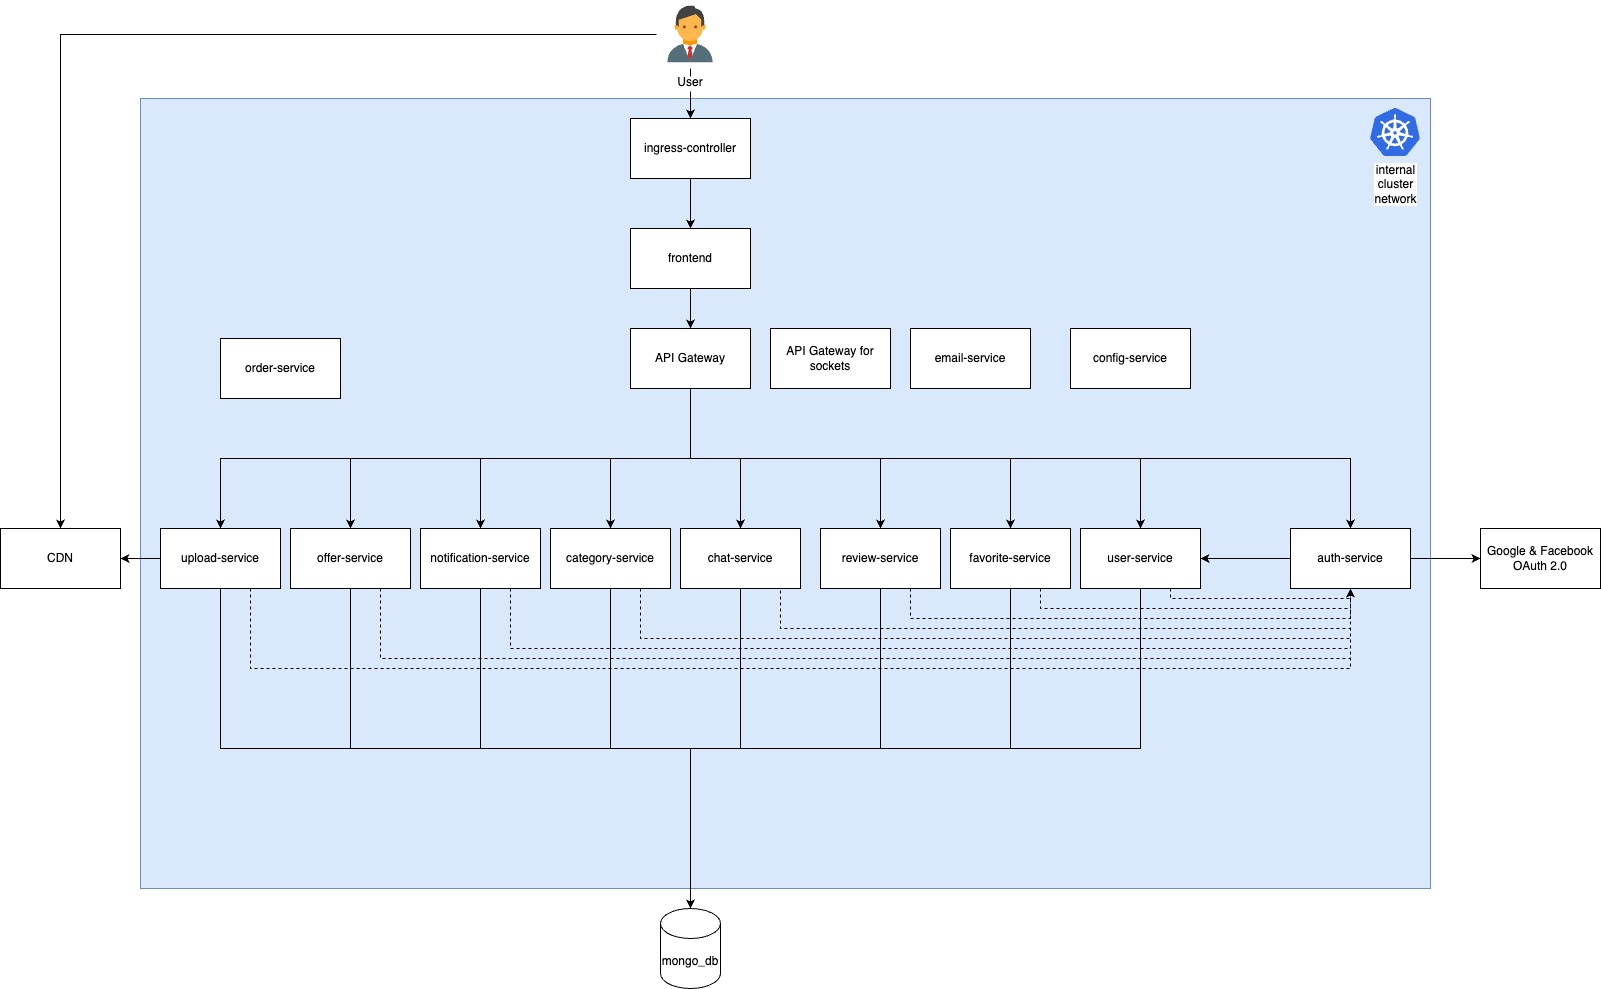 User
internal
cluster
network
ingress-controller
frontend
order-service
API Gateway
API Gateway for
sockets
email-service
config-service
CDN
upload-service
offer-service
notification-service
category-service
chat-service
review-service
favorite-service
user-service
auth-service
Google & Facebook
OAuth 2.0
mongo_db